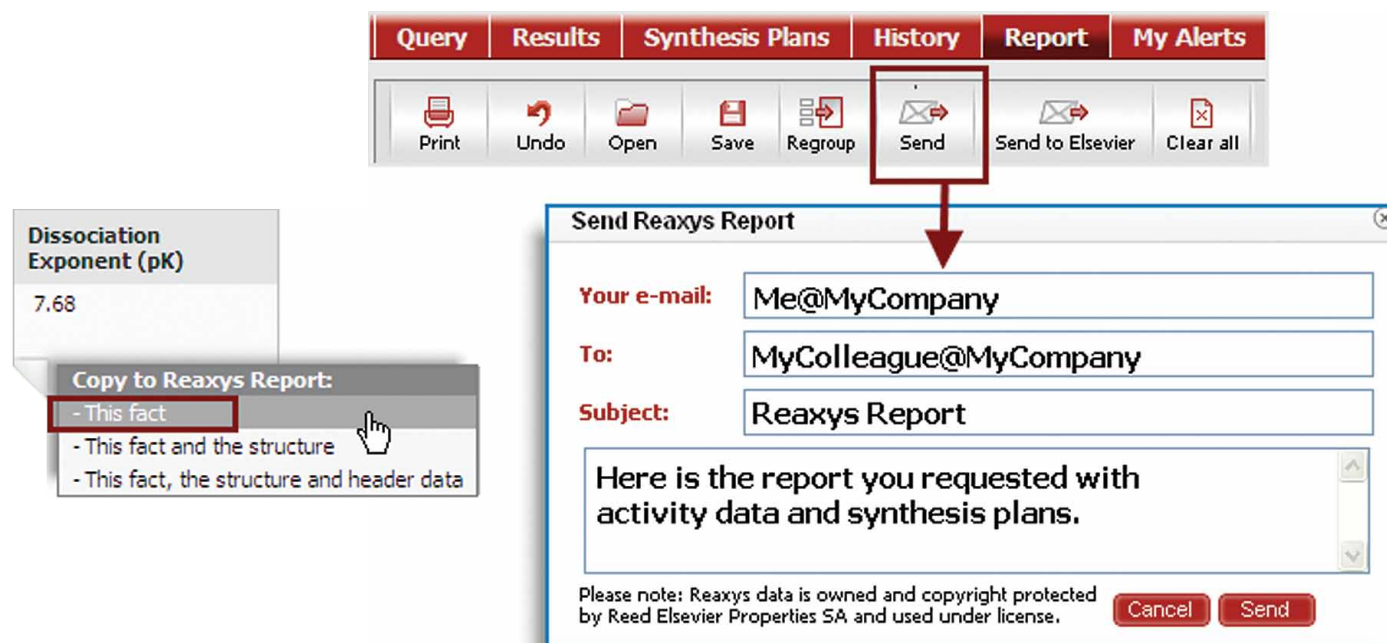 Query Results Synthesis Plans History Report My Alerts
Print Undo Open Save Regroup Send Send to Elsevier Clear all
Dissociation
Exponent (pK)
7.68
Copy to Reaxys Report:
- This fact
- This fact and the structure
- This fact, the structure and header data
Send Reaxys Report
Your e-mail: Me@MyCompany
To: MyColleague@MyCompany
Subject: Reaxys Report
Here is the report you requested with
activity data and synthesis plans.
Please note: Reaxys data is owned and copyright protected
by Reed Elsevier Properties SA and used under license.
Cancel Send